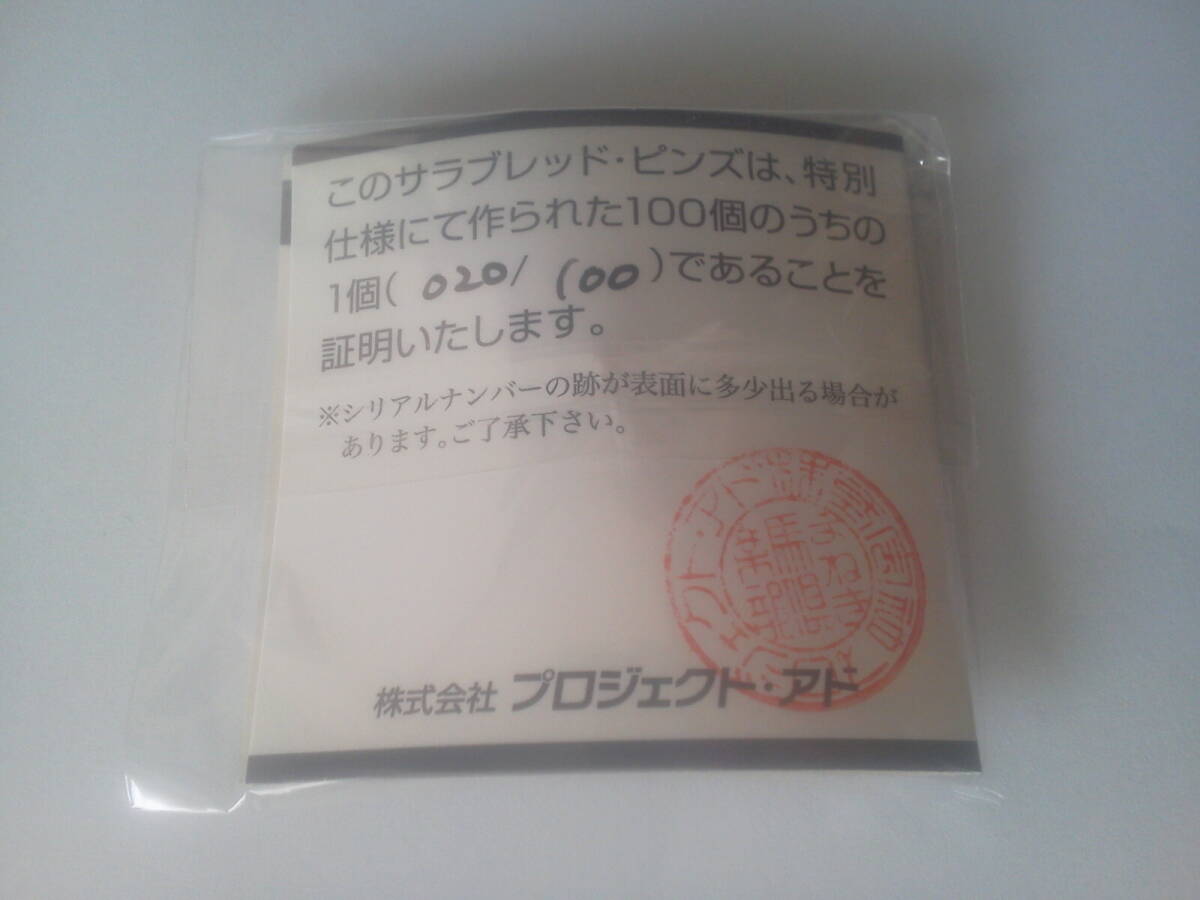 このサラブレッド・ピンズは、特別
仕様にて作られた100個のうちの
1個( 020/ 100 )であることを
証明いたします。
※シリアルナンバーの跡が表面に多少出る場合が
あります。ご了承下さい。
株式会社 プロジェクト・アド